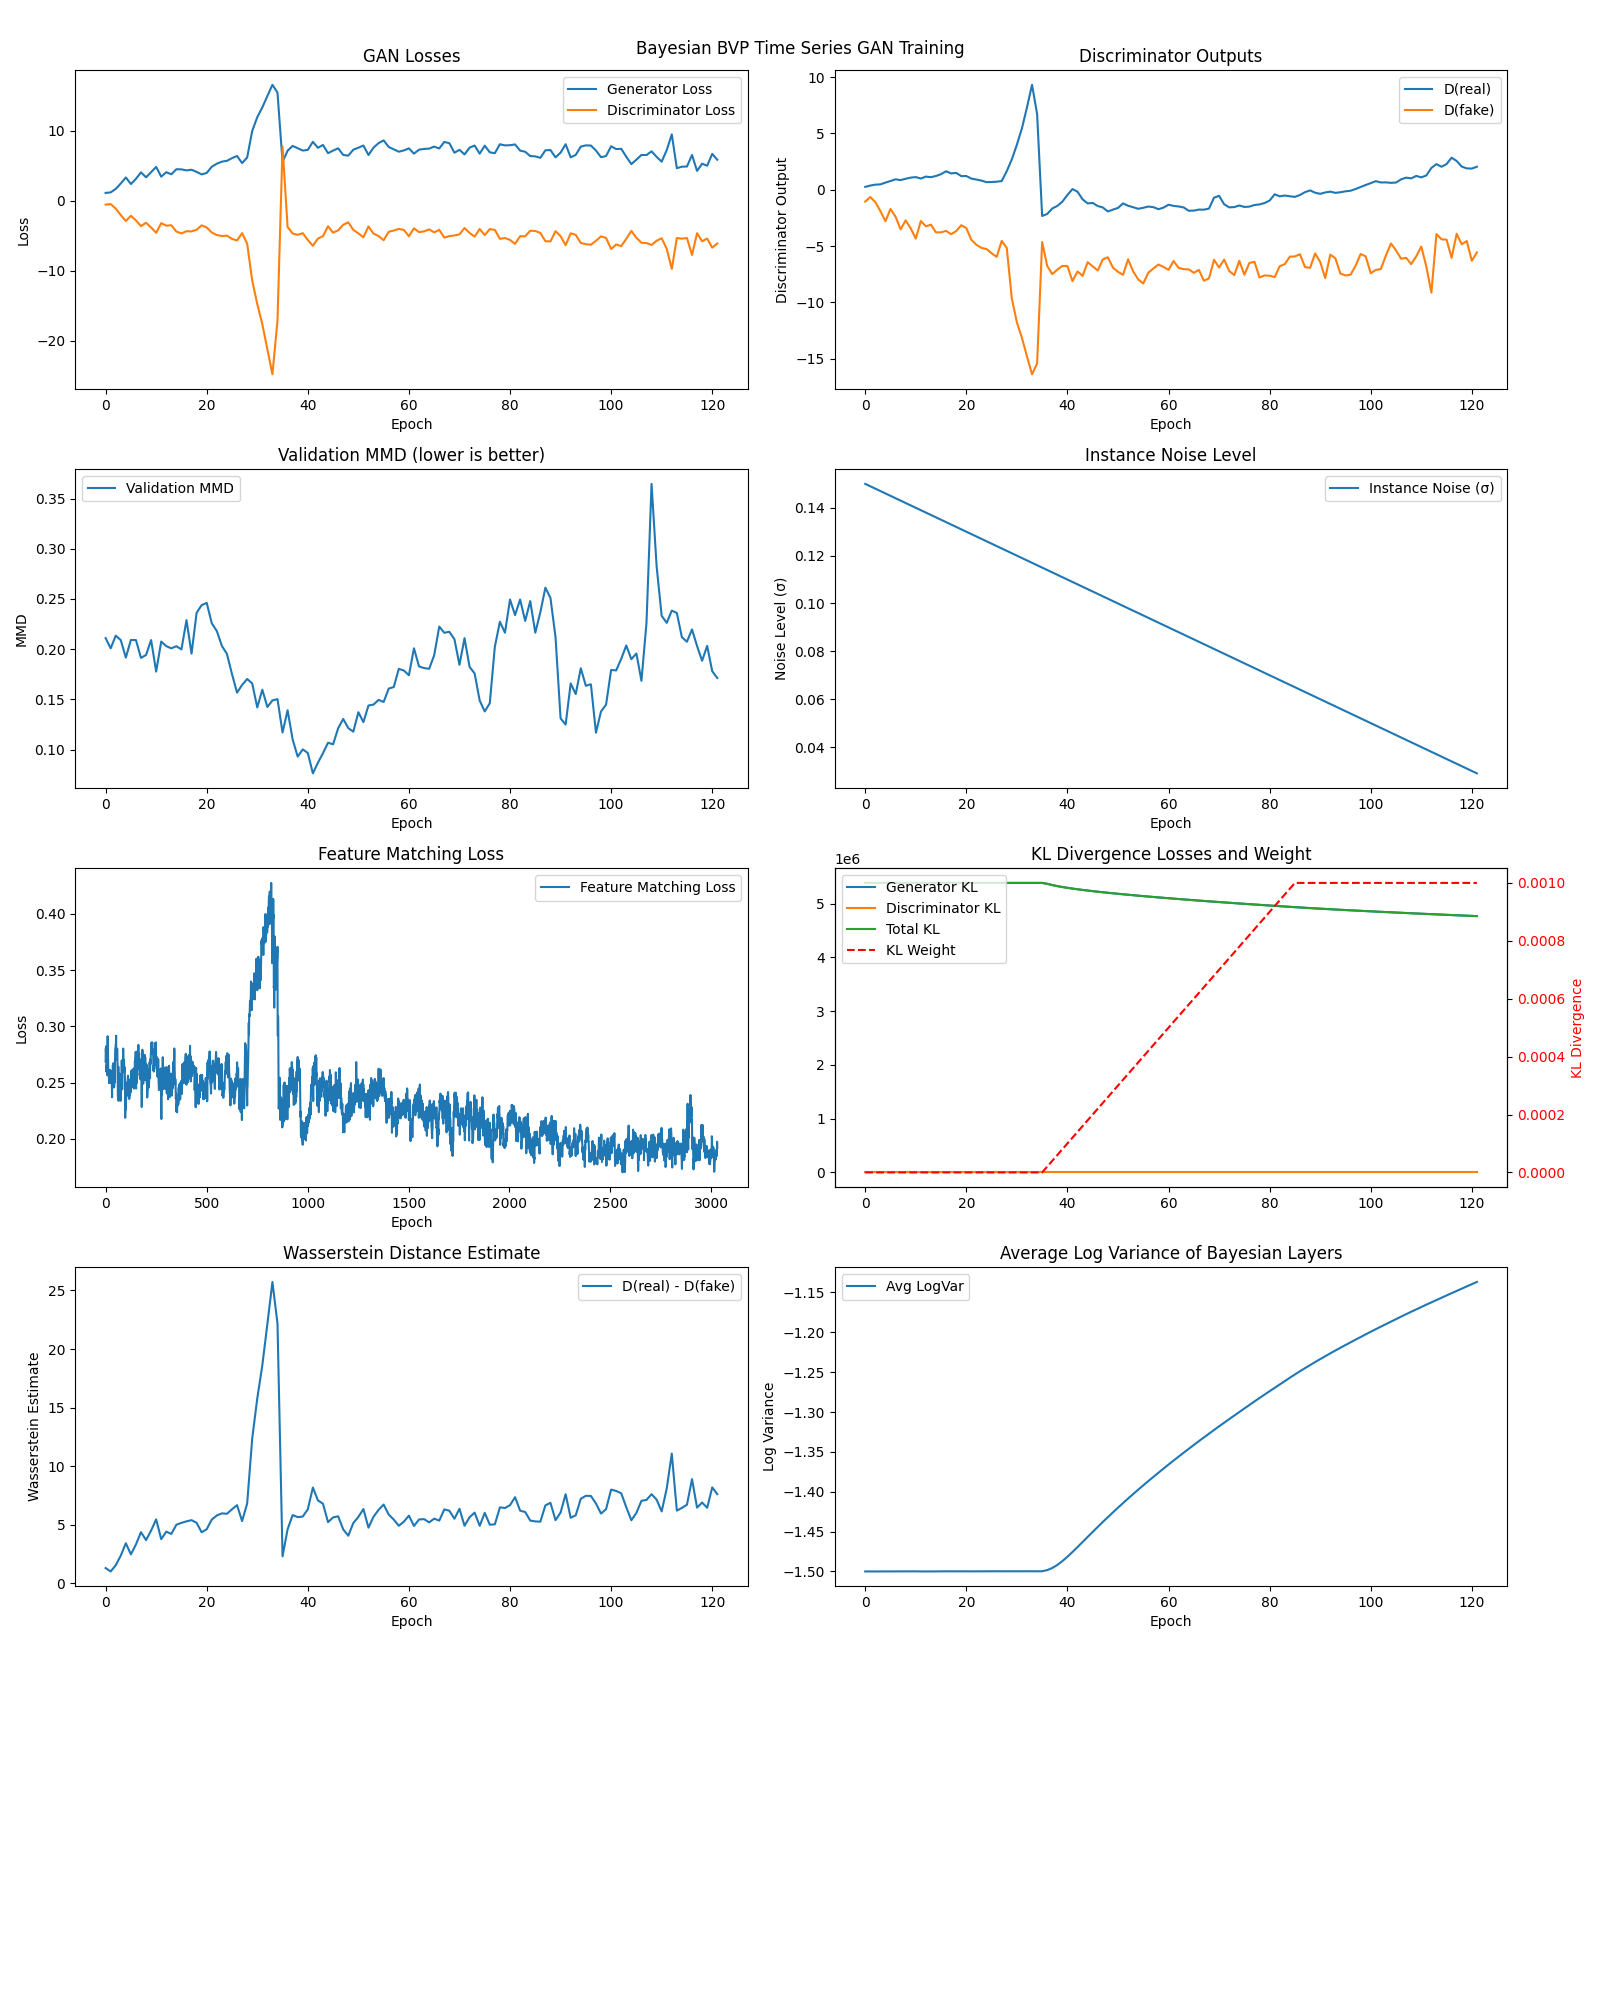 Bayesian BVP Time Series GAN Training
GAN Losses
Generator Loss
Discriminator Loss
10
0
−10
−20
Loss
0 20 40 60 80 100 120
Epoch
Discriminator Outputs
D(real)
D(fake)
10
5
0
−5
−10
−15
Discriminator Output
0 20 40 60 80 100 120
Epoch
Validation MMD (lower is better)
Validation MMD
0.35
0.30
0.25
0.20
0.15
0.10
MMD
0 20 40 60 80 100 120
Epoch
Instance Noise Level
Instance Noise (σ)
0.14
0.12
0.10
0.08
0.06
0.04
Noise Level (σ)
0 20 40 60 80 100 120
Epoch
Feature Matching Loss
Feature Matching Loss
0.40
0.35
0.30
0.25
0.20
Loss
0 500 1000 1500 2000 2500 3000
Epoch
KL Divergence Losses and Weight
1e6
Generator KL
Discriminator KL
Total KL
KL Weight
5
4
3
2
1
0
0.0010
0.0008
0.0006
0.0004
0.0002
0.0000
KL Divergence
0 20 40 60 80 100 120
Wasserstein Distance Estimate
D(real) - D(fake)
25
20
15
10
5
0
Wasserstein Estimate
0 20 40 60 80 100 120
Epoch
Average Log Variance of Bayesian Layers
Avg LogVar
−1.15
−1.20
−1.25
−1.30
−1.35
−1.40
−1.45
−1.50
Log Variance
0 20 40 60 80 100 120
Epoch